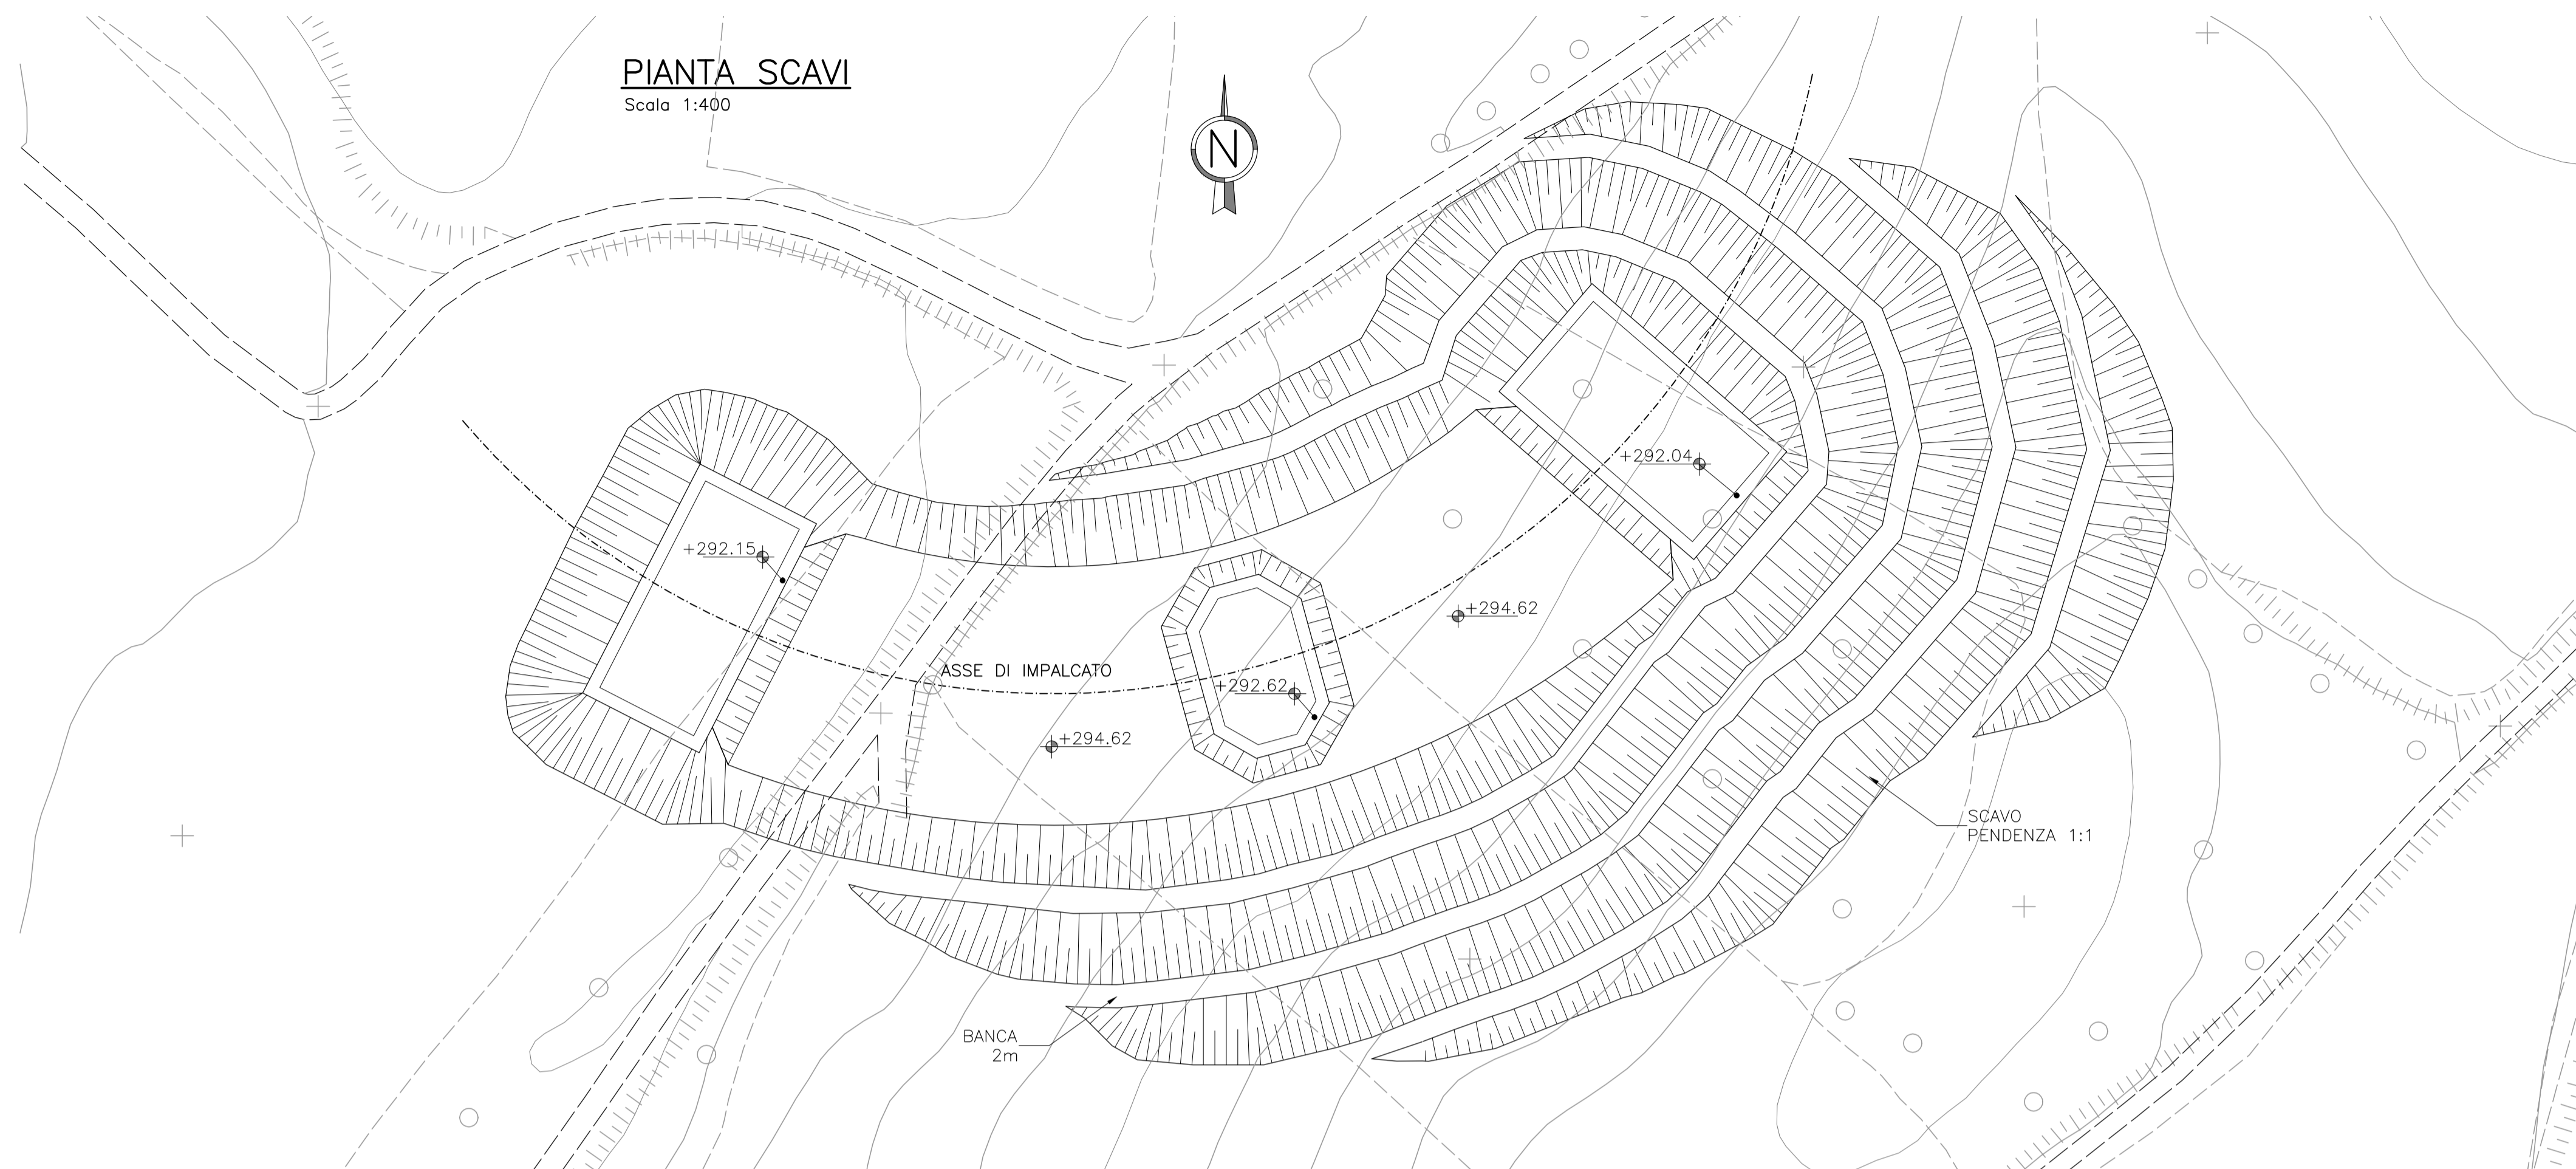 PIANTA SCAVI
Scala 1:400
N
+292.04
+292.15
+294.62
ASSE DI IMPALCATO
+292.62
+294.62
SCAVO
PENDENZA 1:1
BANCA
2m